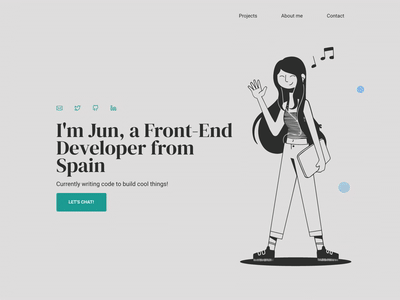 Projects
About me
Contact
I'm Jun, a Front-End
Developer from
Spain
Currently writing code to build cool things!
LET'S CHAT!